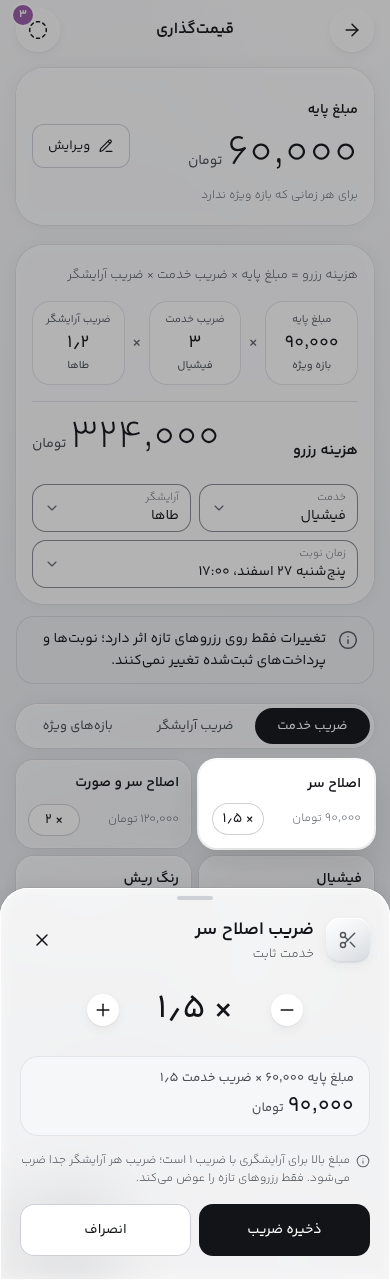 ۳
قیمت‌گذاری
مبلغ پایه
۶۰,۰۰۰ تومان
ویرایش
برای هر زمانی که بازه ویژه ندارد
هزینه رزرو = مبلغ پایه × ضریب خدمت × ضریب آرایشگر
مبلغ پایه
۹۰,۰۰۰
بازه ویژه
×
ضریب خدمت
۳
فیشیال
×
ضریب آرایشگر
۱٫۲
طاها
هزینه رزرو
۳۲۴,۰۰۰ تومان
خدمت
فیشیال
آرایشگر
طاها
زمان نوبت
پنج‌شنبه ۲۷ اسفند، ۱۷:۰۰
تغییرات فقط روی رزروهای تازه اثر دارد؛ نوبت‌ها و
پرداخت‌های ثبت‌شده تغییر نمی‌کنند.
ضریب خدمت
ضریب آرایشگر
بازه‌های ویژه
اصلاح سر
۹۰,۰۰۰ تومان
× ۱٫۵
اصلاح سر و صورت
۱۲۰,۰۰۰ تومان
× ۲
فیشیال
رنگ ریش
ضریب اصلاح سر
خدمت ثابت
× ۱٫۵
مبلغ پایه ۶۰,۰۰۰ × ضریب خدمت ۱٫۵
۹۰,۰۰۰ تومان
مبلغ بالا برای آرایشگری با ضریب ۱ است؛ ضریب هر آرایشگر جدا ضرب
می‌شود. فقط رزروهای تازه را عوض می‌کند.
ذخیره ضریب
انصراف